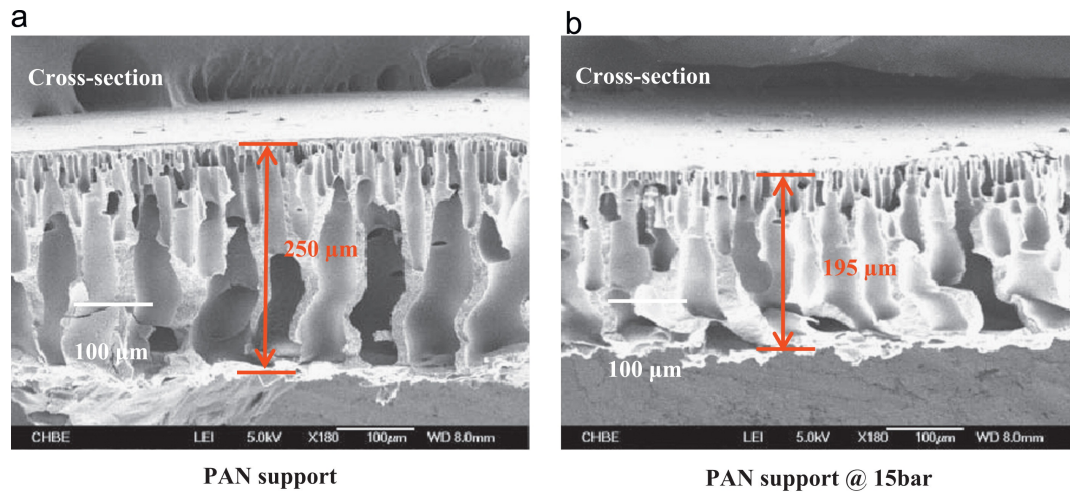 a
Cross-section
250 µm
100 µm
CHBE LEI 5.0kV X180 100µm WD 8.0mm
PAN support
b
Cross-section
195 µm
100 µm
CHBE LEI 5.0kV X180 100µm WD 8.0mm
PAN support @ 15bar